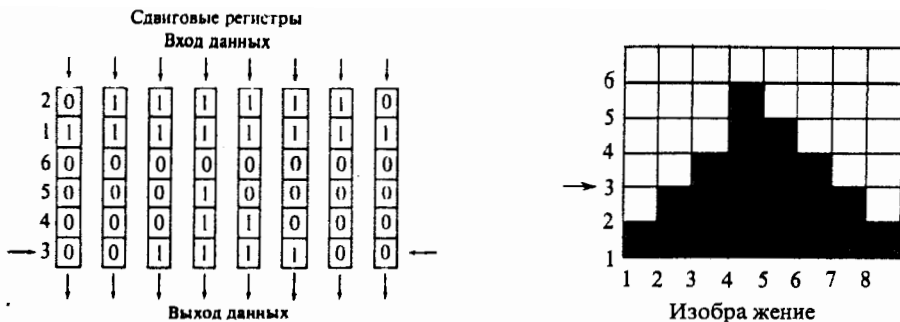 Сдвиговые регистры
Вход данных
2 0 1 1 1 1 1 1 0
1 1 1 1 1 1 1 1 1
6 0 0 0 0 0 0 0 0
5 0 0 0 1 0 0 0 0
4 0 0 0 1 1 0 0 0
3 0 0 1 1 1 1 0 0
Выход данных
6
5
4
3
2
1
1 2 3 4 5 6 7 8
Изобра жение